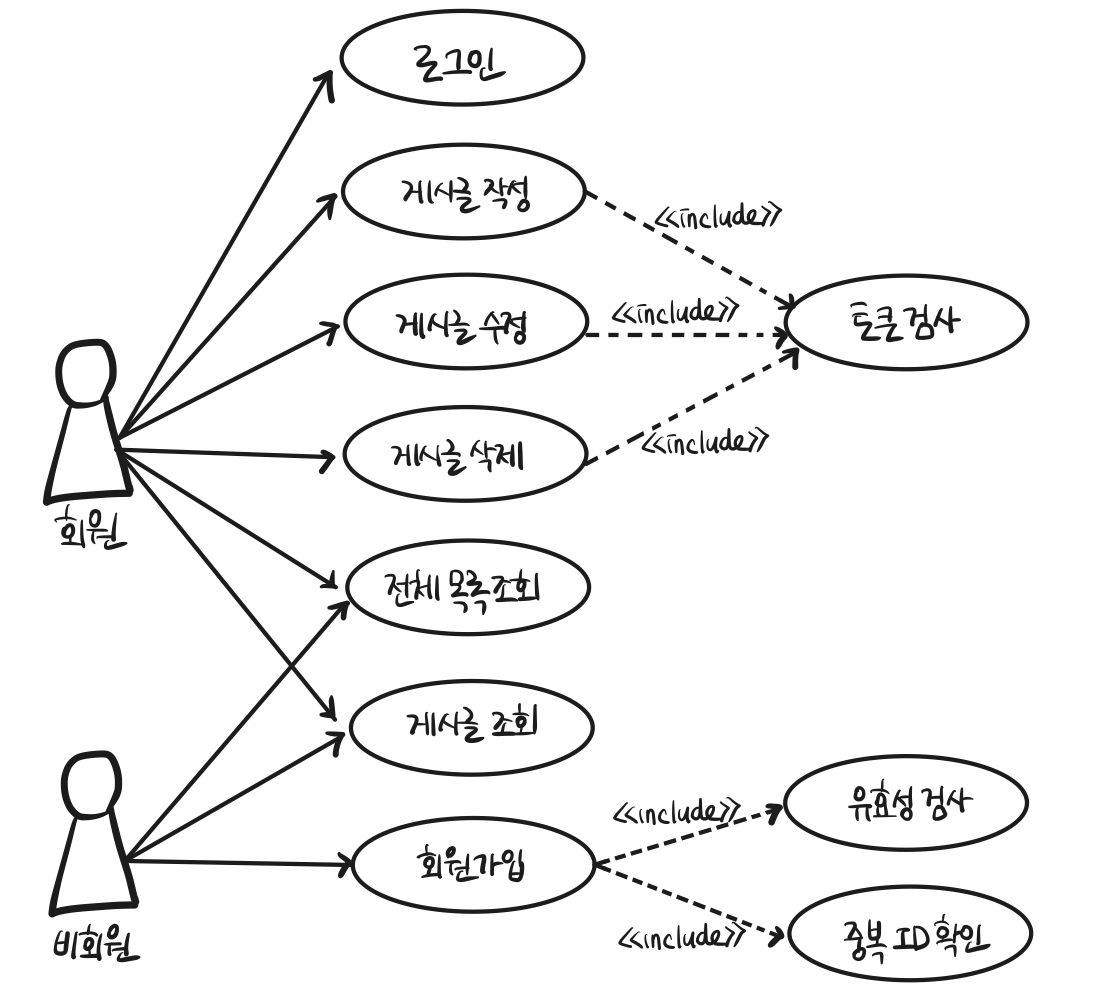 로그인
게시글 작성
<<include>>
게시글 수정
<<include>>
토큰 검사
게시글 삭제
<<include>>
회원
전체 목록조회
게시글 조회
유효성 검사
<<include>>
회원가입
비회원
<<include>>
중복 ID 확인